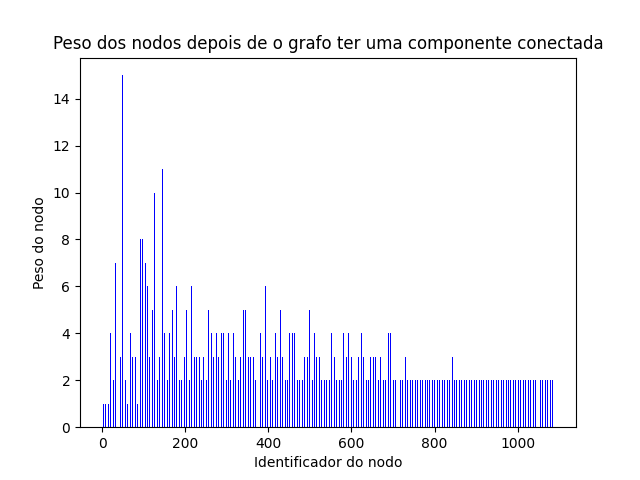 Peso dos nodos depois de o grafo ter uma componente conectada
14
12
10
8
6
4
2
0
Peso do nodo
0 200 400 600 800 1000
Identificador do nodo